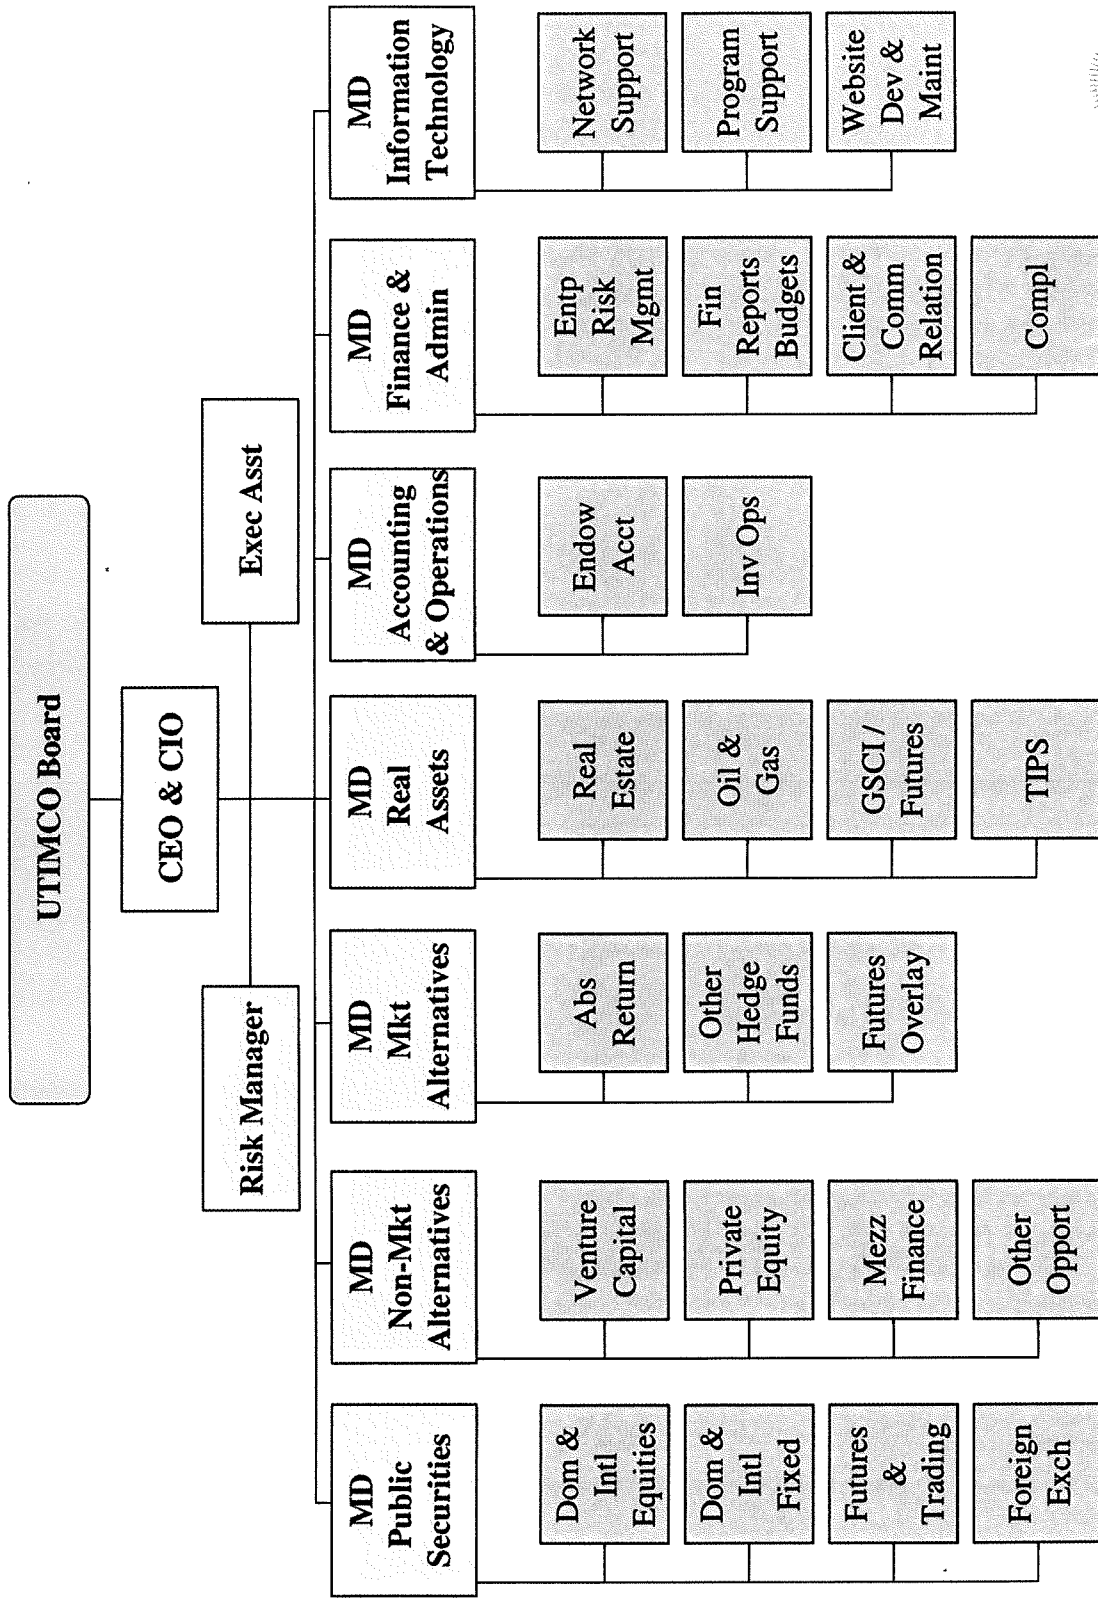 UTIMCO Board
CEO & CIO
Risk Manager
Exec Asst
MD
Public
Securities
Dom &
Intl
Equities
Dom &
Intl
Fixed
Futures
&
Trading
Foreign
Exch
MD
Non-Mkt
Alternatives
Venture
Capital
Private
Equity
Mezz
Finance
Other
Opport
MD
Mkt
Alternatives
Abs
Return
Other
Hedge
Funds
Futures
Overlay
MD
Real
Assets
Real
Estate
Oil &
Gas
GSCI /
Futures
TIPS
MD
Accounting
& Operations
Endow
Acct
Inv Ops
MD
Finance &
Admin
Entp
Risk
Mgmt
Fin
Reports
Budgets
Client &
Comm
Relation
Compl
MD
Information
Technology
Network
Support
Program
Support
Website
Dev &
Maint